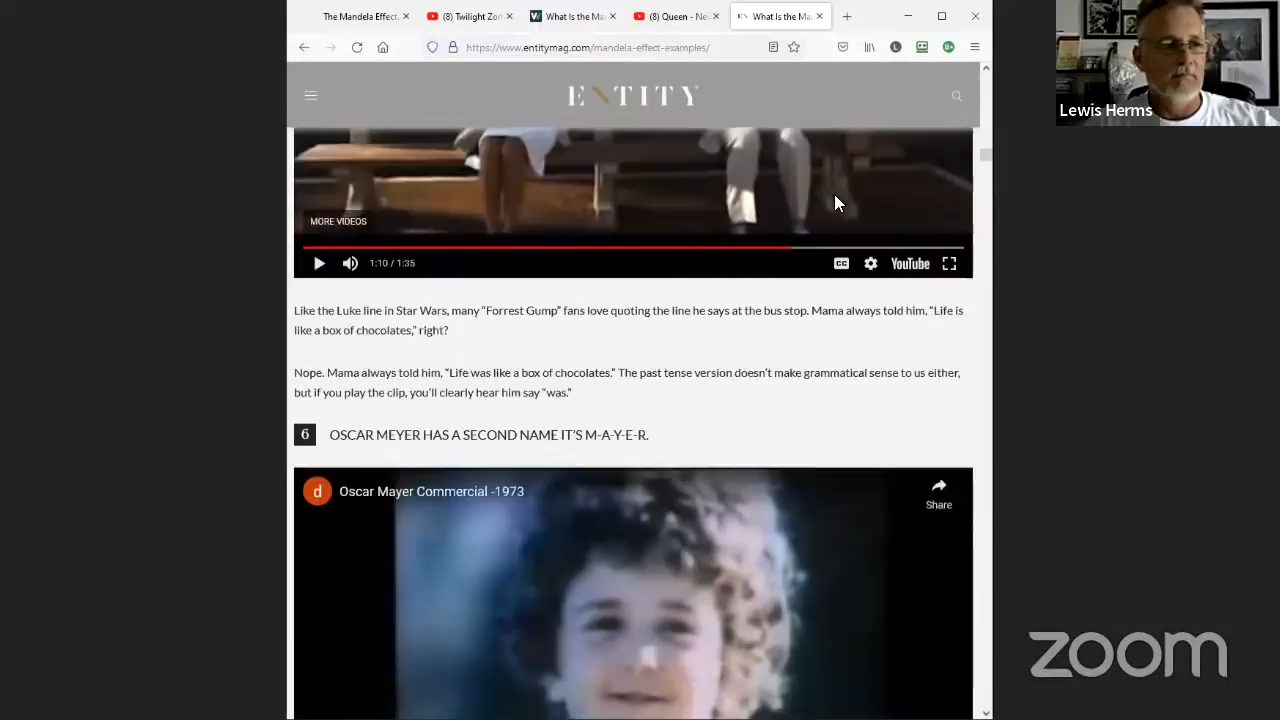 The Mandela Effect.
(8) Twilight Zon
What Is the Ma
(8) Queen - Nev
What Is the Ma
https://www.entitymag.com/mandela-effect-examples/
ENTITY
Lewis Herms
MORE VIDEOS
1:10 / 1:35
CC
YouTube
Like the Luke line in Star Wars, many “Forrest Gump” fans love quoting the line he says at the bus stop. Mama always told him, “Life is
like a box of chocolates,” right?
Nope. Mama always told him, “Life was like a box of chocolates.” The past tense version doesn’t make grammatical sense to us either,
but if you play the clip, you’ll clearly hear him say “was.”
6 OSCAR MEYER HAS A SECOND NAME IT’S M-A-Y-E-R.
d Oscar Mayer Commercial -1973
Share
zoom